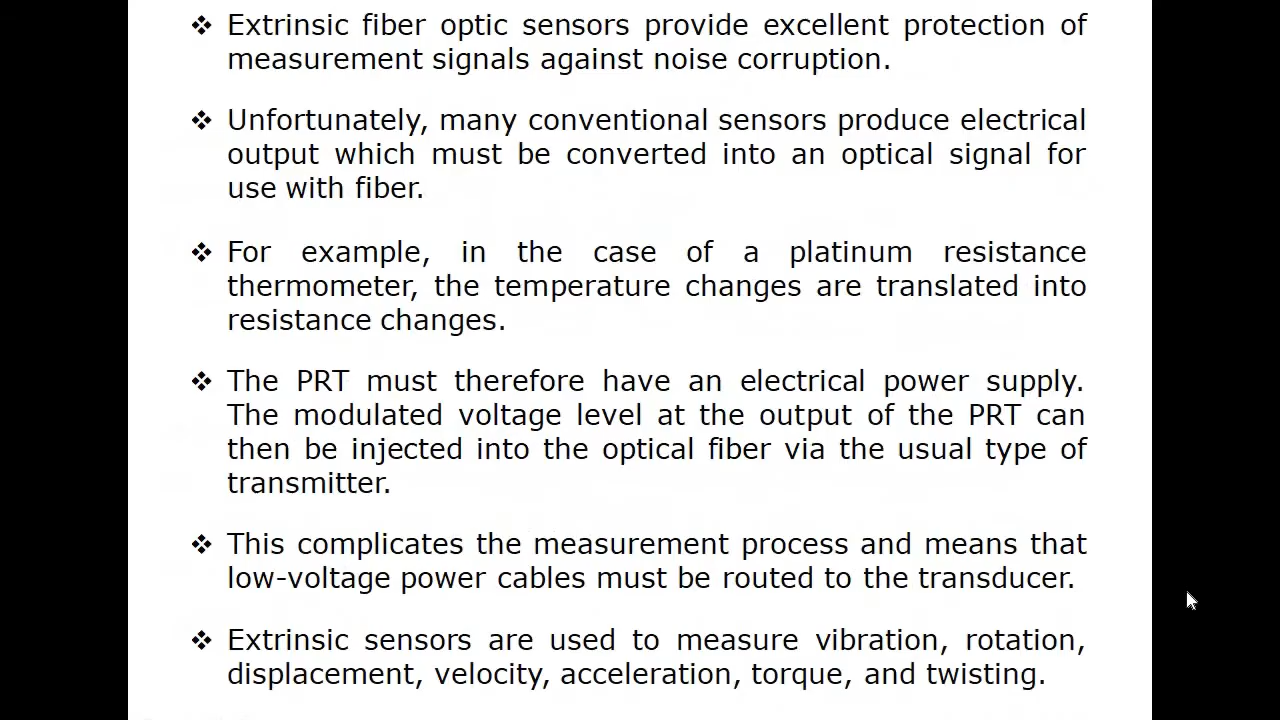 ❖ Extrinsic fiber optic sensors provide excellent protection of
measurement signals against noise corruption.
❖ Unfortunately, many conventional sensors produce electrical
output which must be converted into an optical signal for
use with fiber.
❖ For example, in the case of a platinum resistance
thermometer, the temperature changes are translated into
resistance changes.
❖ The PRT must therefore have an electrical power supply.
The modulated voltage level at the output of the PRT can
then be injected into the optical fiber via the usual type of
transmitter.
❖ This complicates the measurement process and means that
low-voltage power cables must be routed to the transducer.
❖ Extrinsic sensors are used to measure vibration, rotation,
displacement, velocity, acceleration, torque, and twisting.